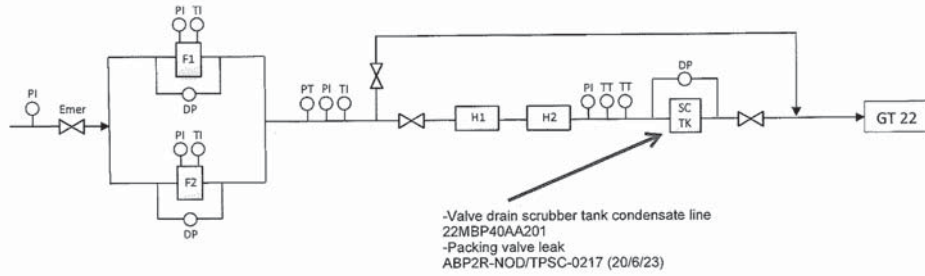 PI TI
F1
DP
PI
Emer
PI TI
F2
DP
PT PI TI
H1
H2
PI TT TT
DP
SC
TK
GT 22
-Valve drain scrubber tank condensate line
22MBP40AA201
-Packing valve leak
ABP2R-NOD/TPSC-0217 (20/6/23)